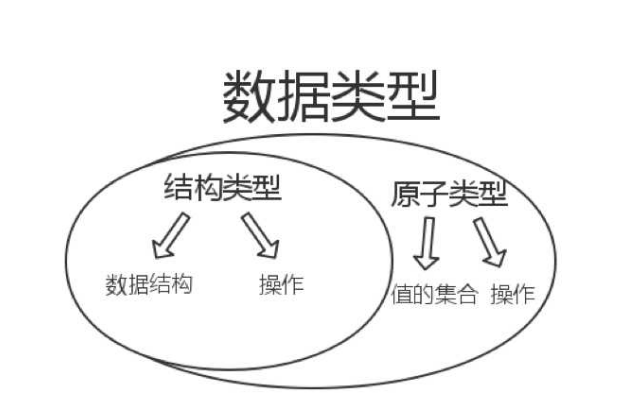 数据类型
结构类型
原子类型
数据结构
操作
值的集合
操作